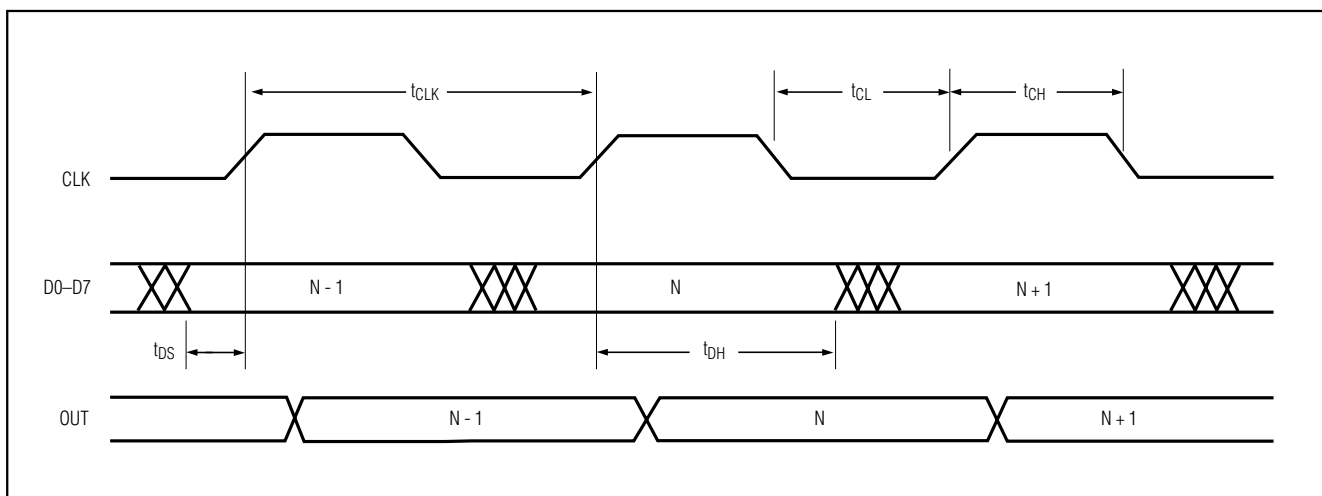 tCLK
tCL
tCH
CLK
D0–D7
N - 1
N
N + 1
tDS
tDH
OUT
N - 1
N
N + 1